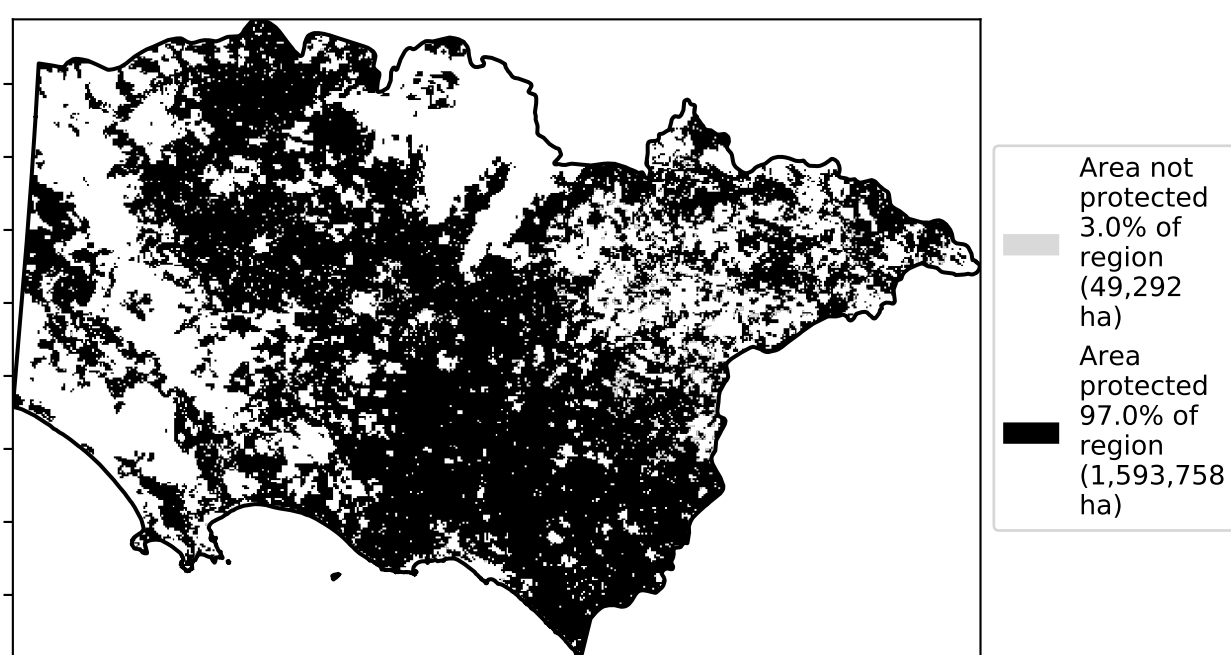 Area not
protected
3.0% of
region
(49,292
ha)
Area
protected
97.0% of
region
(1,593,758
ha)